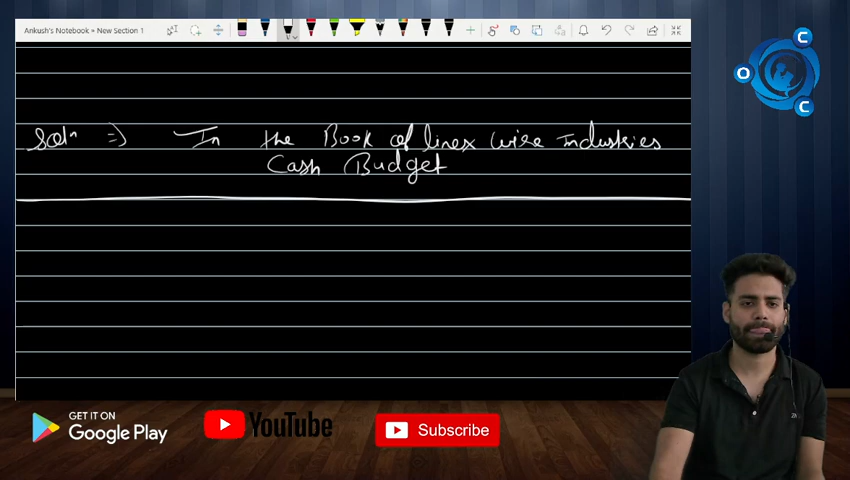 Ankush's Notebook » New Section 1
Soln => In the Book of linex wire Industries
Cash Budget
O C C
GET IT ON
Google Play
YouTube
Subscribe